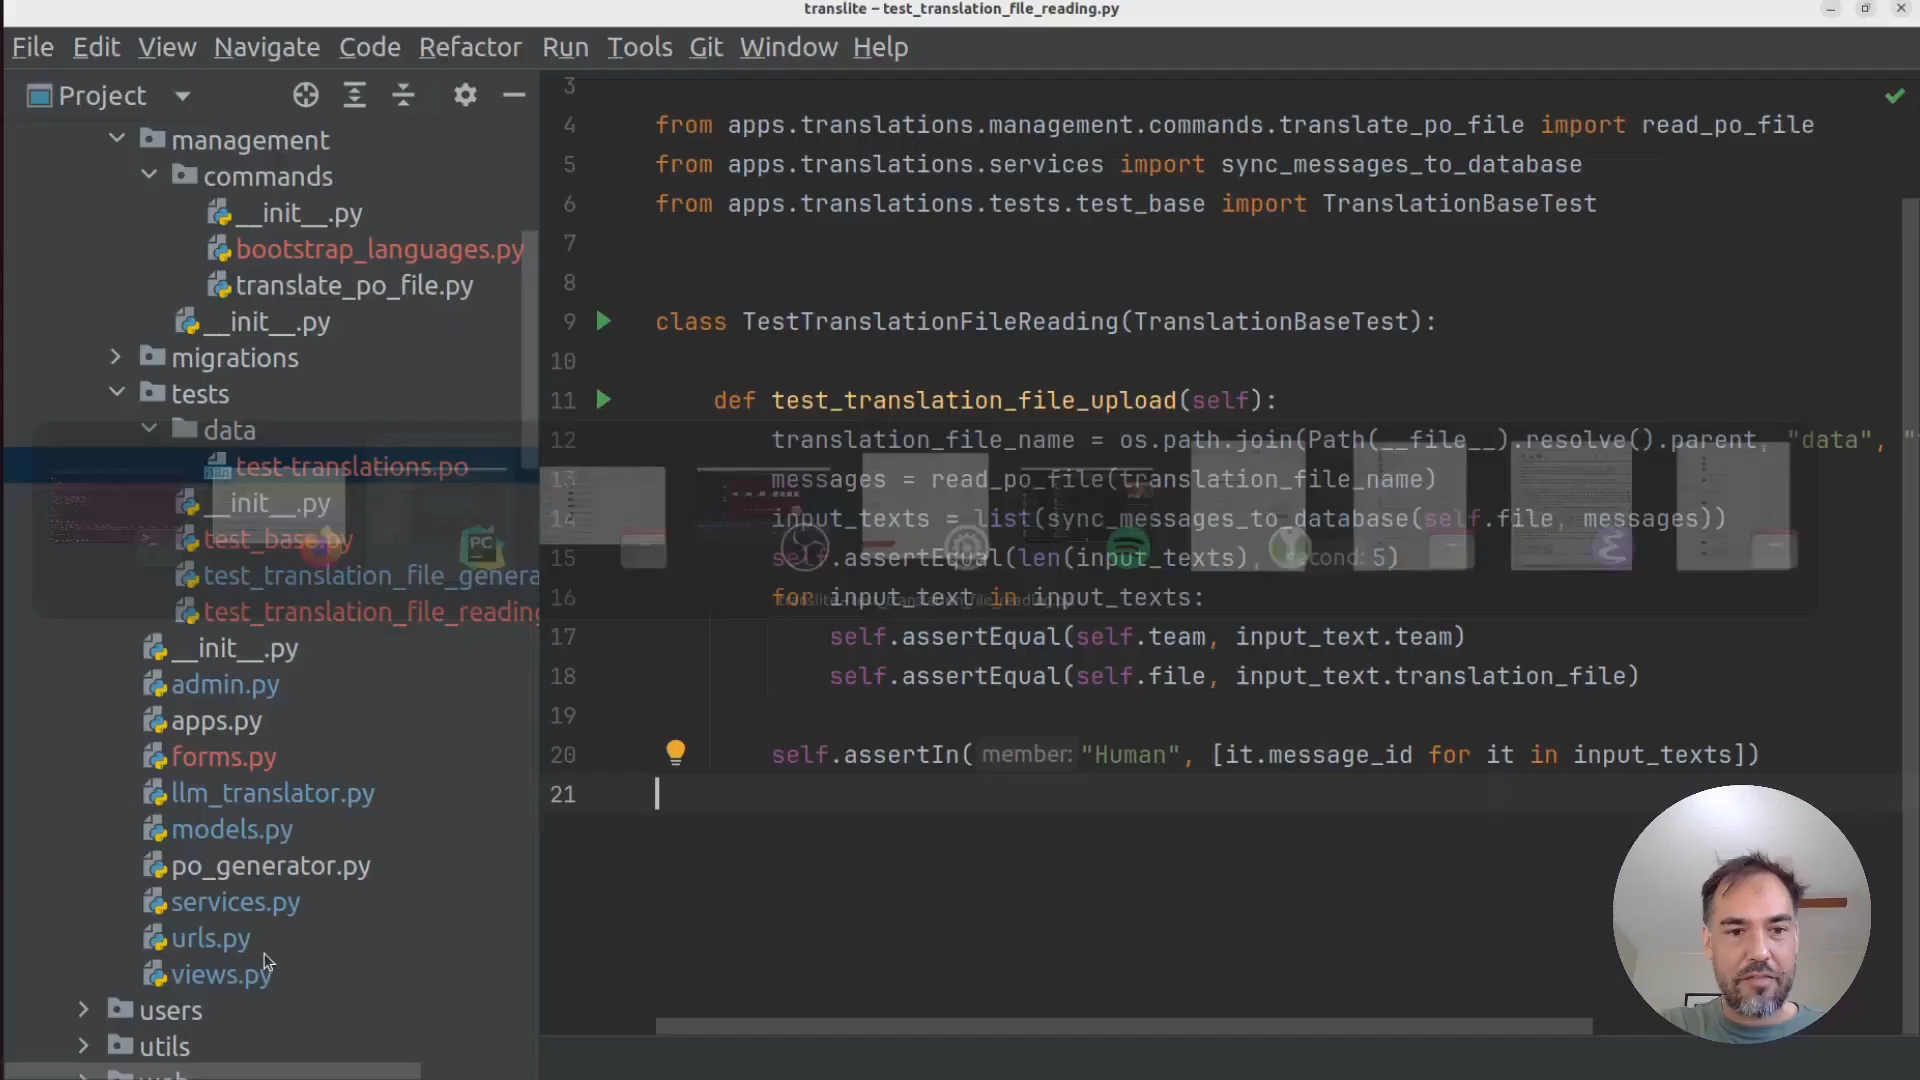 translite – test_translation_file_reading.py
File Edit View Navigate Code Refactor Run Tools Git Window Help
Project
management
commands
__init__.py
bootstrap_languages.py
translate_po_file.py
__init__.py
migrations
tests
data
test-translations.po
__init__.py
test_base.py
test_translation_file_genera
test_translation_file_reading
__init__.py
admin.py
apps.py
forms.py
llm_translator.py
models.py
po_generator.py
services.py
urls.py
views.py
users
utils
3
4 from apps.translations.management.commands.translate_po_file import read_po_file
5 from apps.translations.services import sync_messages_to_database
6 from apps.translations.tests.test_base import TranslationBaseTest
7
8
9 class TestTranslationFileReading(TranslationBaseTest):
10
11 def test_translation_file_upload(self):
12 translation_file_name = os.path.join(Path(__file__).resolve().parent, "data", "
13 messages = read_po_file(translation_file_name)
14 input_texts = list(sync_messages_to_database(self.file, messages))
15 self.assertEqual(len(input_texts), second: 5)
16 for input_text in input_texts:
17 self.assertEqual(self.team, input_text.team)
18 self.assertEqual(self.file, input_text.translation_file)
19
20 self.assertIn( member: "Human", [it.message_id for it in input_texts])
21
PC
translite – test_translation_file_reading.py